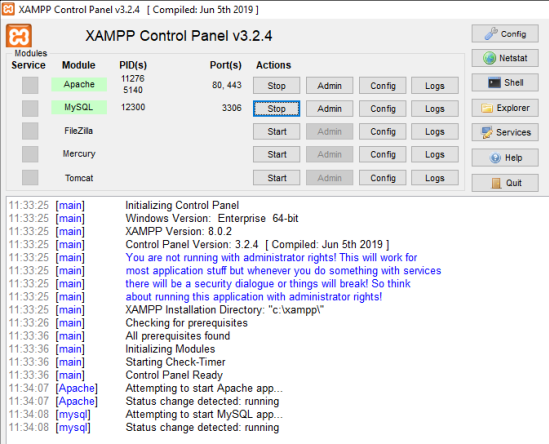 XAMPP Control Panel v3.2.4 [ Compiled: Jun 5th 2019 ]
XAMPP Control Panel v3.2.4
Config
Modules
Service Module PID(s) Port(s) Actions
Apache 11276 5140 80, 443 Stop Admin Config Logs
Netstat
MySQL 12300 3306 Stop Admin Config Logs
Shell
FileZilla Start Admin Config Logs
Explorer
Mercury Start Admin Config Logs
Services
Tomcat Start Admin Config Logs
Help
Quit
11:33:25 [main] Initializing Control Panel
11:33:25 [main] Windows Version: Enterprise 64-bit
11:33:25 [main] XAMPP Version: 8.0.2
11:33:25 [main] Control Panel Version: 3.2.4 [ Compiled: Jun 5th 2019 ]
11:33:25 [main] You are not running with administrator rights! This will work for
11:33:25 [main] most application stuff but whenever you do something with services
11:33:25 [main] there will be a security dialogue or things will break! So think
11:33:25 [main] about running this application with administrator rights!
11:33:25 [main] XAMPP Installation Directory: "c:\xampp\"
11:33:26 [main] Checking for prerequisites
11:33:36 [main] All prerequisites found
11:33:36 [main] Initializing Modules
11:33:36 [main] Starting Check-Timer
11:33:36 [main] Control Panel Ready
11:34:07 [Apache] Attempting to start Apache app...
11:34:07 [Apache] Status change detected: running
11:34:08 [mysql] Attempting to start MySQL app...
11:34:08 [mysql] Status change detected: running